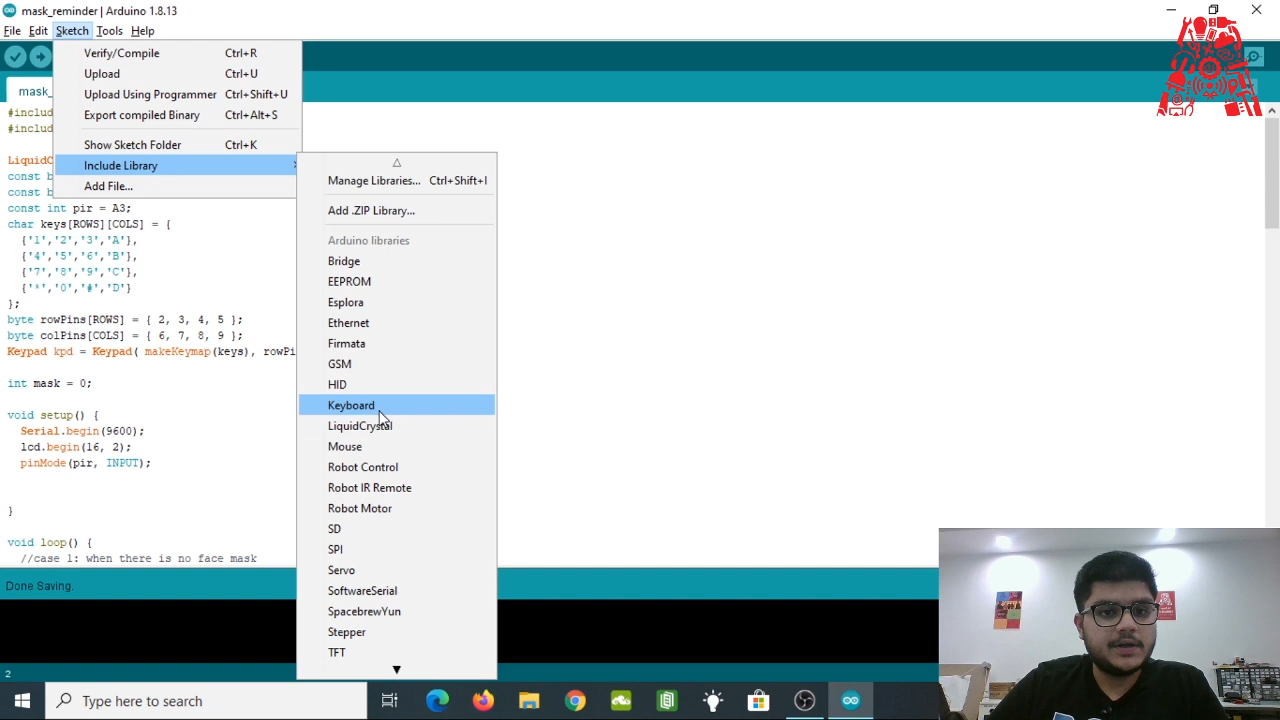 mask_reminder | Arduino 1.8.13
File Edit Sketch Tools Help
Verify/Compile Ctrl+R
Upload Ctrl+U
Upload Using Programmer Ctrl+Shift+U
Export compiled Binary Ctrl+Alt+S
Show Sketch Folder Ctrl+K
Include Library
Add File...
Manage Libraries... Ctrl+Shift+I
Add .ZIP Library...
Arduino libraries
Bridge
EEPROM
Esplora
Ethernet
Firmata
GSM
HID
Keyboard
LiquidCrystal
Mouse
Robot Control
Robot IR Remote
Robot Motor
SD
SPI
Servo
SoftwareSerial
SpacebrewYun
Stepper
TFT
mask_
#includ
#includ
LiquidC
const b
const b
const int pir = A3;
char keys[ROWS][COLS] = {
{'1','2','3','A'},
{'4','5','6','B'},
{'7','8','9','C'},
{'*','0','#','D'}
};
byte rowPins[ROWS] = { 2, 3, 4, 5 };
byte colPins[COLS] = { 6, 7, 8, 9 };
Keypad kpd = Keypad( makeKeymap(keys), rowPi
int mask = 0;
void setup() {
Serial.begin(9600);
lcd.begin(16, 2);
pinMode(pir, INPUT);
}
void loop() {
//case 1: when there is no face mask
Done Saving.
2
Type here to search